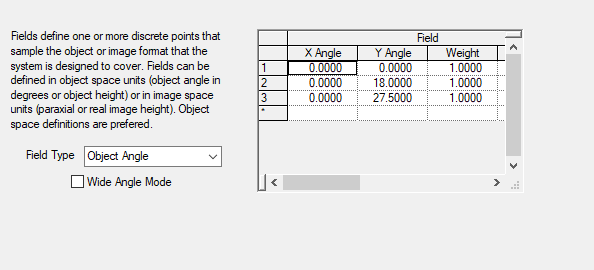 Fields define one or more discrete points that
sample the object or image format that the
system is designed to cover. Fields can be
defined in object space units (object angle in
degrees or object height) or in image space
units (paraxial or real image height). Object
space definitions are prefered.
Field Type Object Angle
Wide Angle Mode
Field
X Angle Y Angle Weight
1 0.0000 0.0000 1.0000
2 0.0000 18.0000 1.0000
3 0.0000 27.5000 1.0000
*